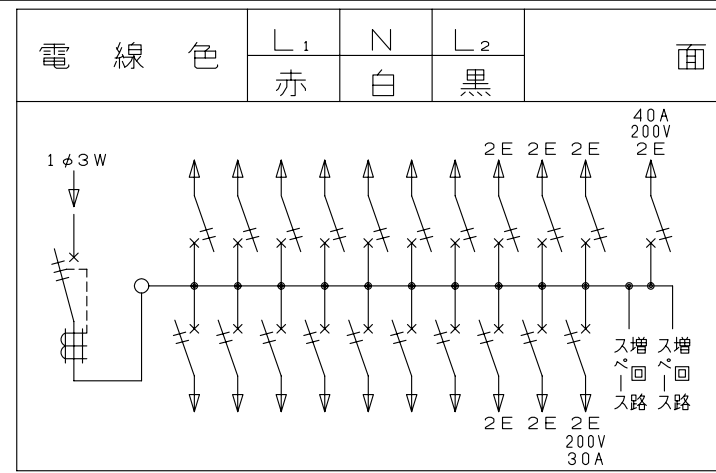 電線色 L1 N L2 面
赤 白 黒
40A
200V
1φ3W 2E 2E 2E 2E
増回路
スペース
増回路
スペース
2E 2E 2E
200V
30A